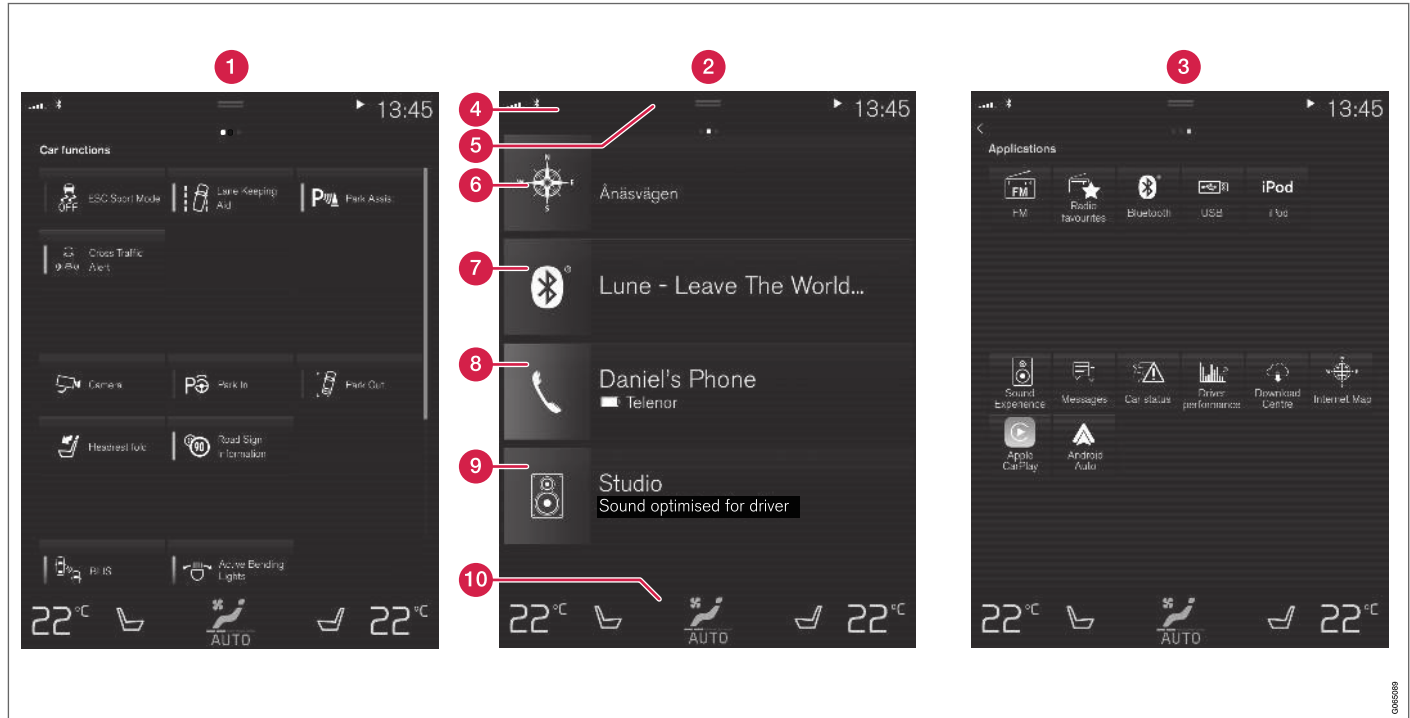 1
2
3
13:45
Car functions
ESC Sport Mode
OFF
Lane Keeping
Aid
Park Assist
Cross Traffic
Alert
Camera
Park In
Park Out
Headrest fold
90
Road Sign
Information
BLIS
Active Bending
Lights
22°C
AUTO
22°C
4
5
6
7
8
9
10
13:45
N
W
E
S
Ånäsvägen
Lune - Leave The World...
Daniel's Phone
Telenor
Studio
Sound optimised for driver
22°C
AUTO
22°C
13:45
Applications
FM
FM
Radio
favourites
Bluetooth
USB
iPod
iPod
Sound
Experience
Messages
Car status
Driver
performance
Download
Centre
Internet Map
Apple
CarPlay
Android
Auto
22°C
AUTO
22°C
G065089